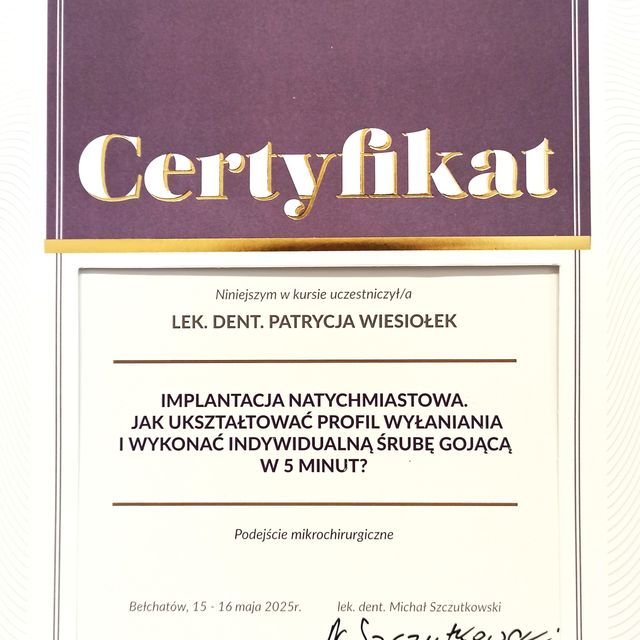 Certyfikat
Niniejszym w kursie uczestniczył/a
LEK. DENT. PATRYCJA WIESIOŁEK
IMPLANTACJA NATYCHMIASTOWA.
JAK UKSZTAŁTOWAĆ PROFIL WYŁANIANIA
I WYKONAĆ INDYWIDUALNĄ ŚRUBĘ GOJĄCĄ
W 5 MINUT?
Podejście mikrochirurgiczne
Bełchatów, 15 - 16 maja 2025r. lek. dent. Michał Szczutkowski
M Szczutkowski